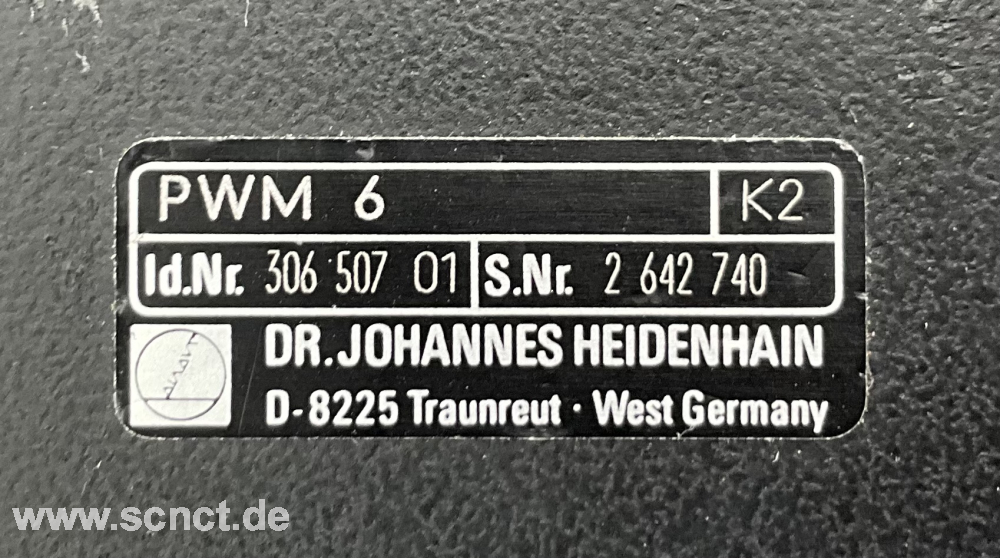 PWM 6 K2
Id.Nr. 306 507 01 S.Nr. 2 642 740
DR. JOHANNES HEIDENHAIN
D-8225 Traunreut · West Germany
www.scnct.de